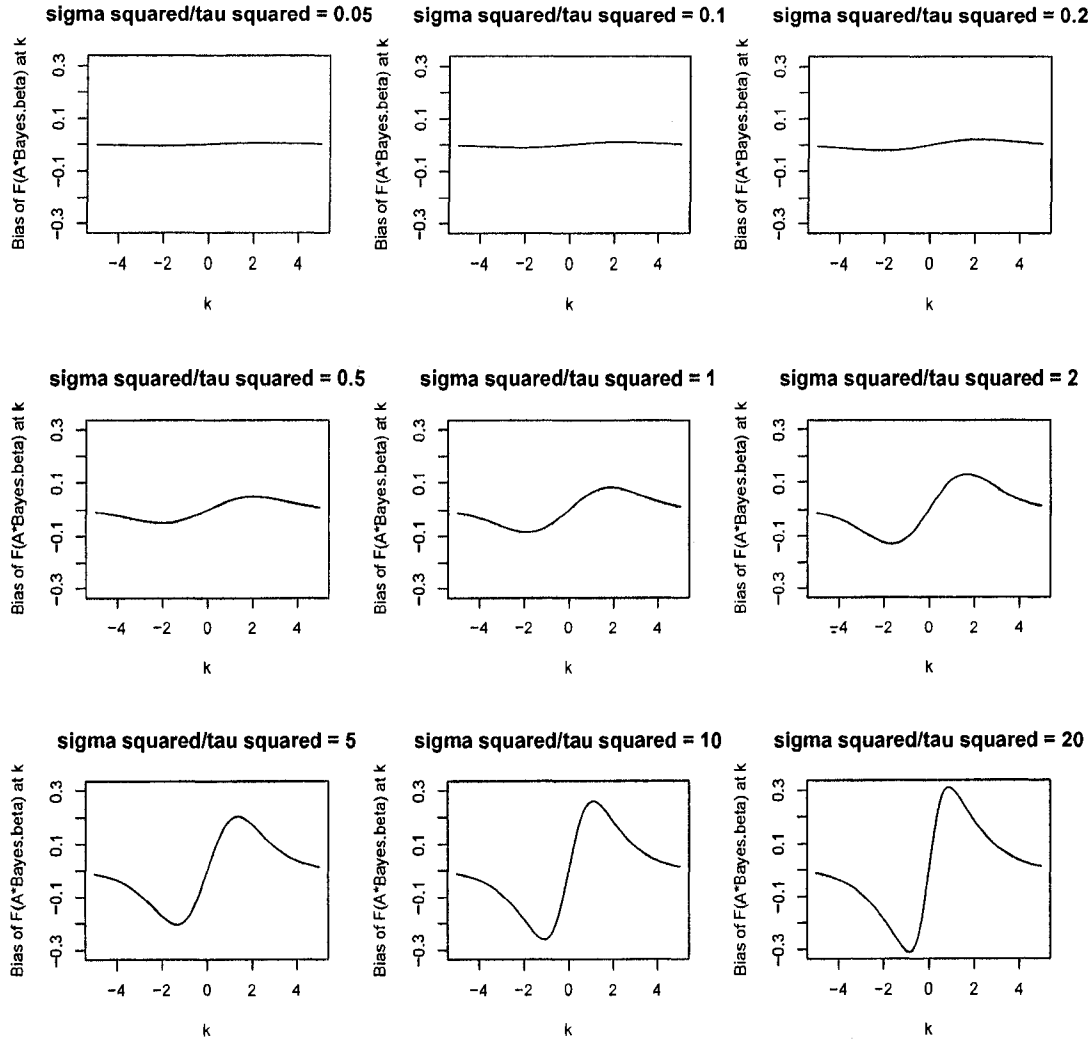 sigma squared/tau squared = 0.05
Bias of F(A*Bayes.beta) at k
0.3
0.1
−0.1
−0.3
−4 −2 0 2 4
k
sigma squared/tau squared = 0.1
Bias of F(A*Bayes.beta) at k
0.3
0.1
−0.1
−0.3
−4 −2 0 2 4
k
sigma squared/tau squared = 0.2
Bias of F(A*Bayes.beta) at k
0.3
0.1
−0.1
−0.3
−4 −2 0 2 4
k
sigma squared/tau squared = 0.5
Bias of F(A*Bayes.beta) at k
0.3
0.1
−0.1
−0.3
−4 −2 0 2 4
k
sigma squared/tau squared = 1
Bias of F(A*Bayes.beta) at k
0.3
0.1
−0.1
−0.3
−4 −2 0 2 4
k
sigma squared/tau squared = 2
Bias of F(A*Bayes.beta) at k
0.3
0.1
−0.1
−0.3
−4 −2 0 2 4
k
sigma squared/tau squared = 5
Bias of F(A*Bayes.beta) at k
0.3
0.1
−0.1
−0.3
−4 −2 0 2 4
k
sigma squared/tau squared = 10
Bias of F(A*Bayes.beta) at k
0.3
0.1
−0.1
−0.3
−4 −2 0 2 4
k
sigma squared/tau squared = 20
Bias of F(A*Bayes.beta) at k
0.3
0.1
−0.1
−0.3
−4 −2 0 2 4
k